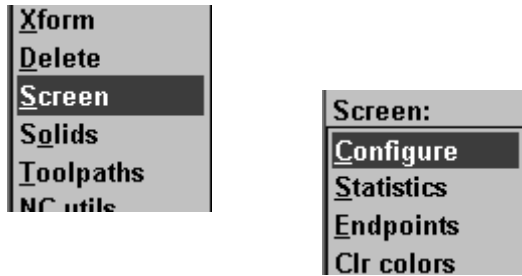 Xform
Delete
Screen
Solids
Toolpaths
NC utils
Screen:
Configure
Statistics
Endpoints
Clr colors